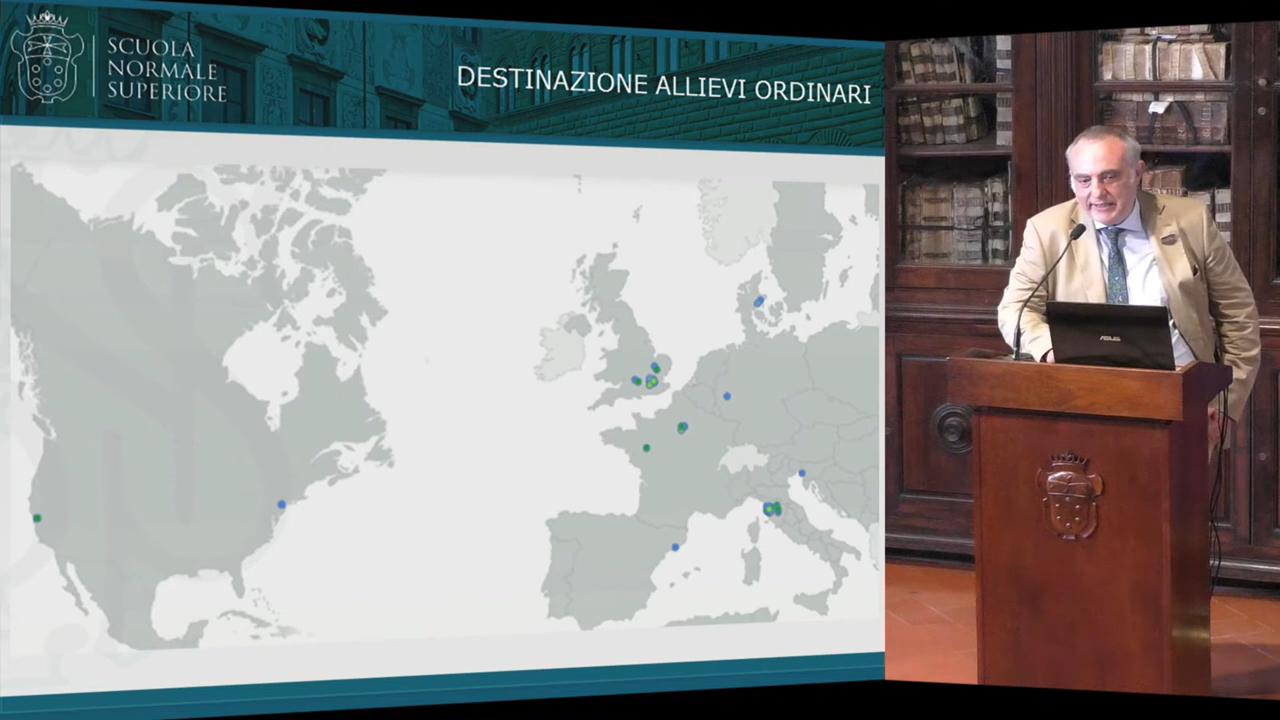 SCUOLA
NORMALE
SUPERIORE
DESTINAZIONE ALLIEVI ORDINARI
ASUS